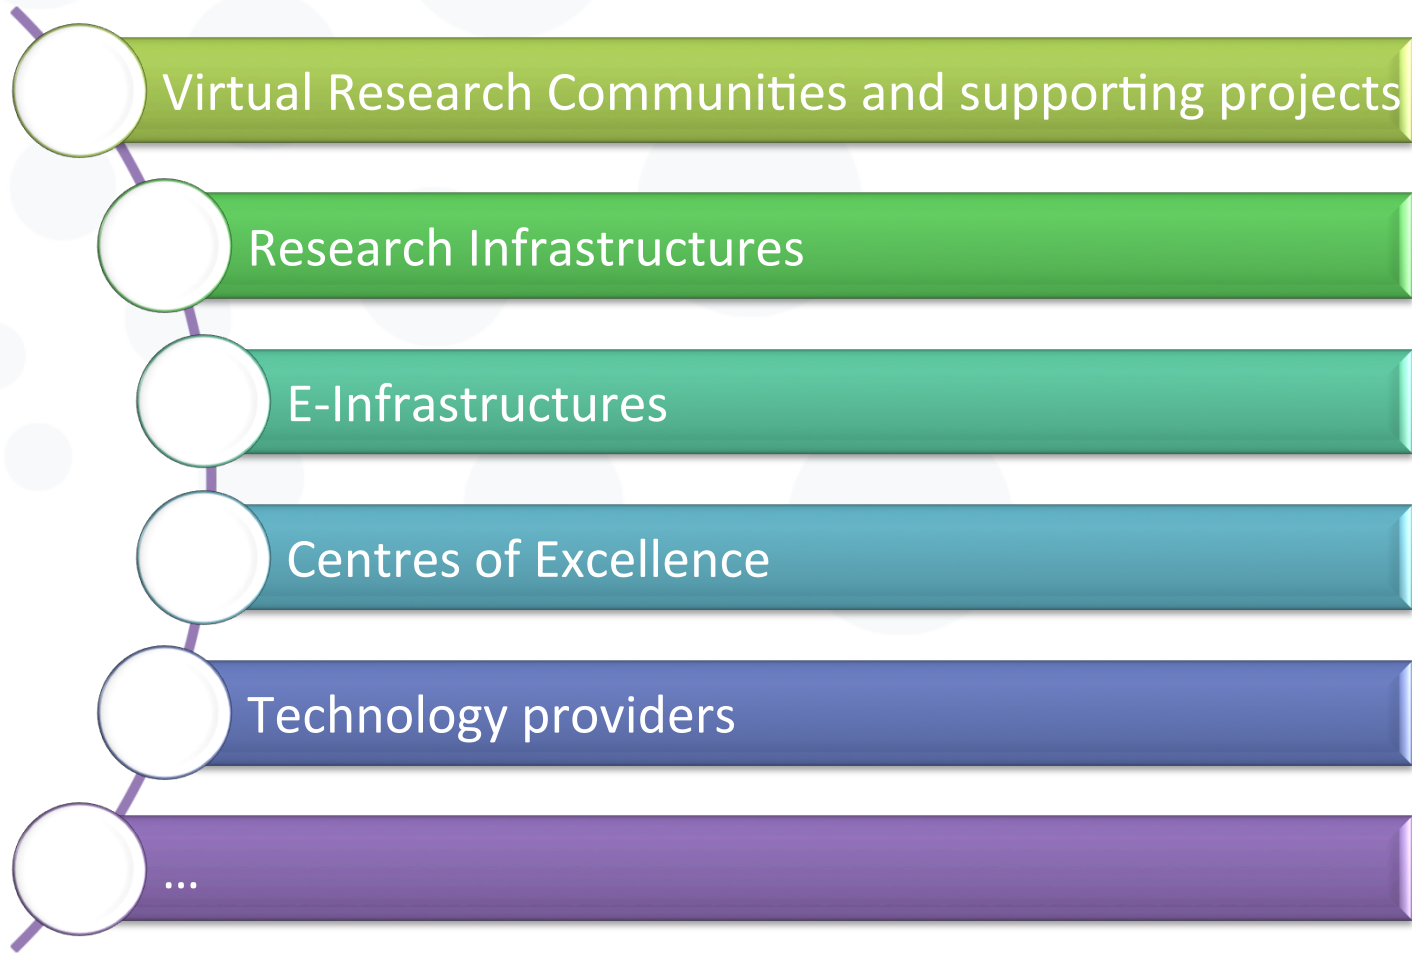 Virtual Research Communities and supporting projects
Research Infrastructures
E-Infrastructures
Centres of Excellence
Technology providers
...